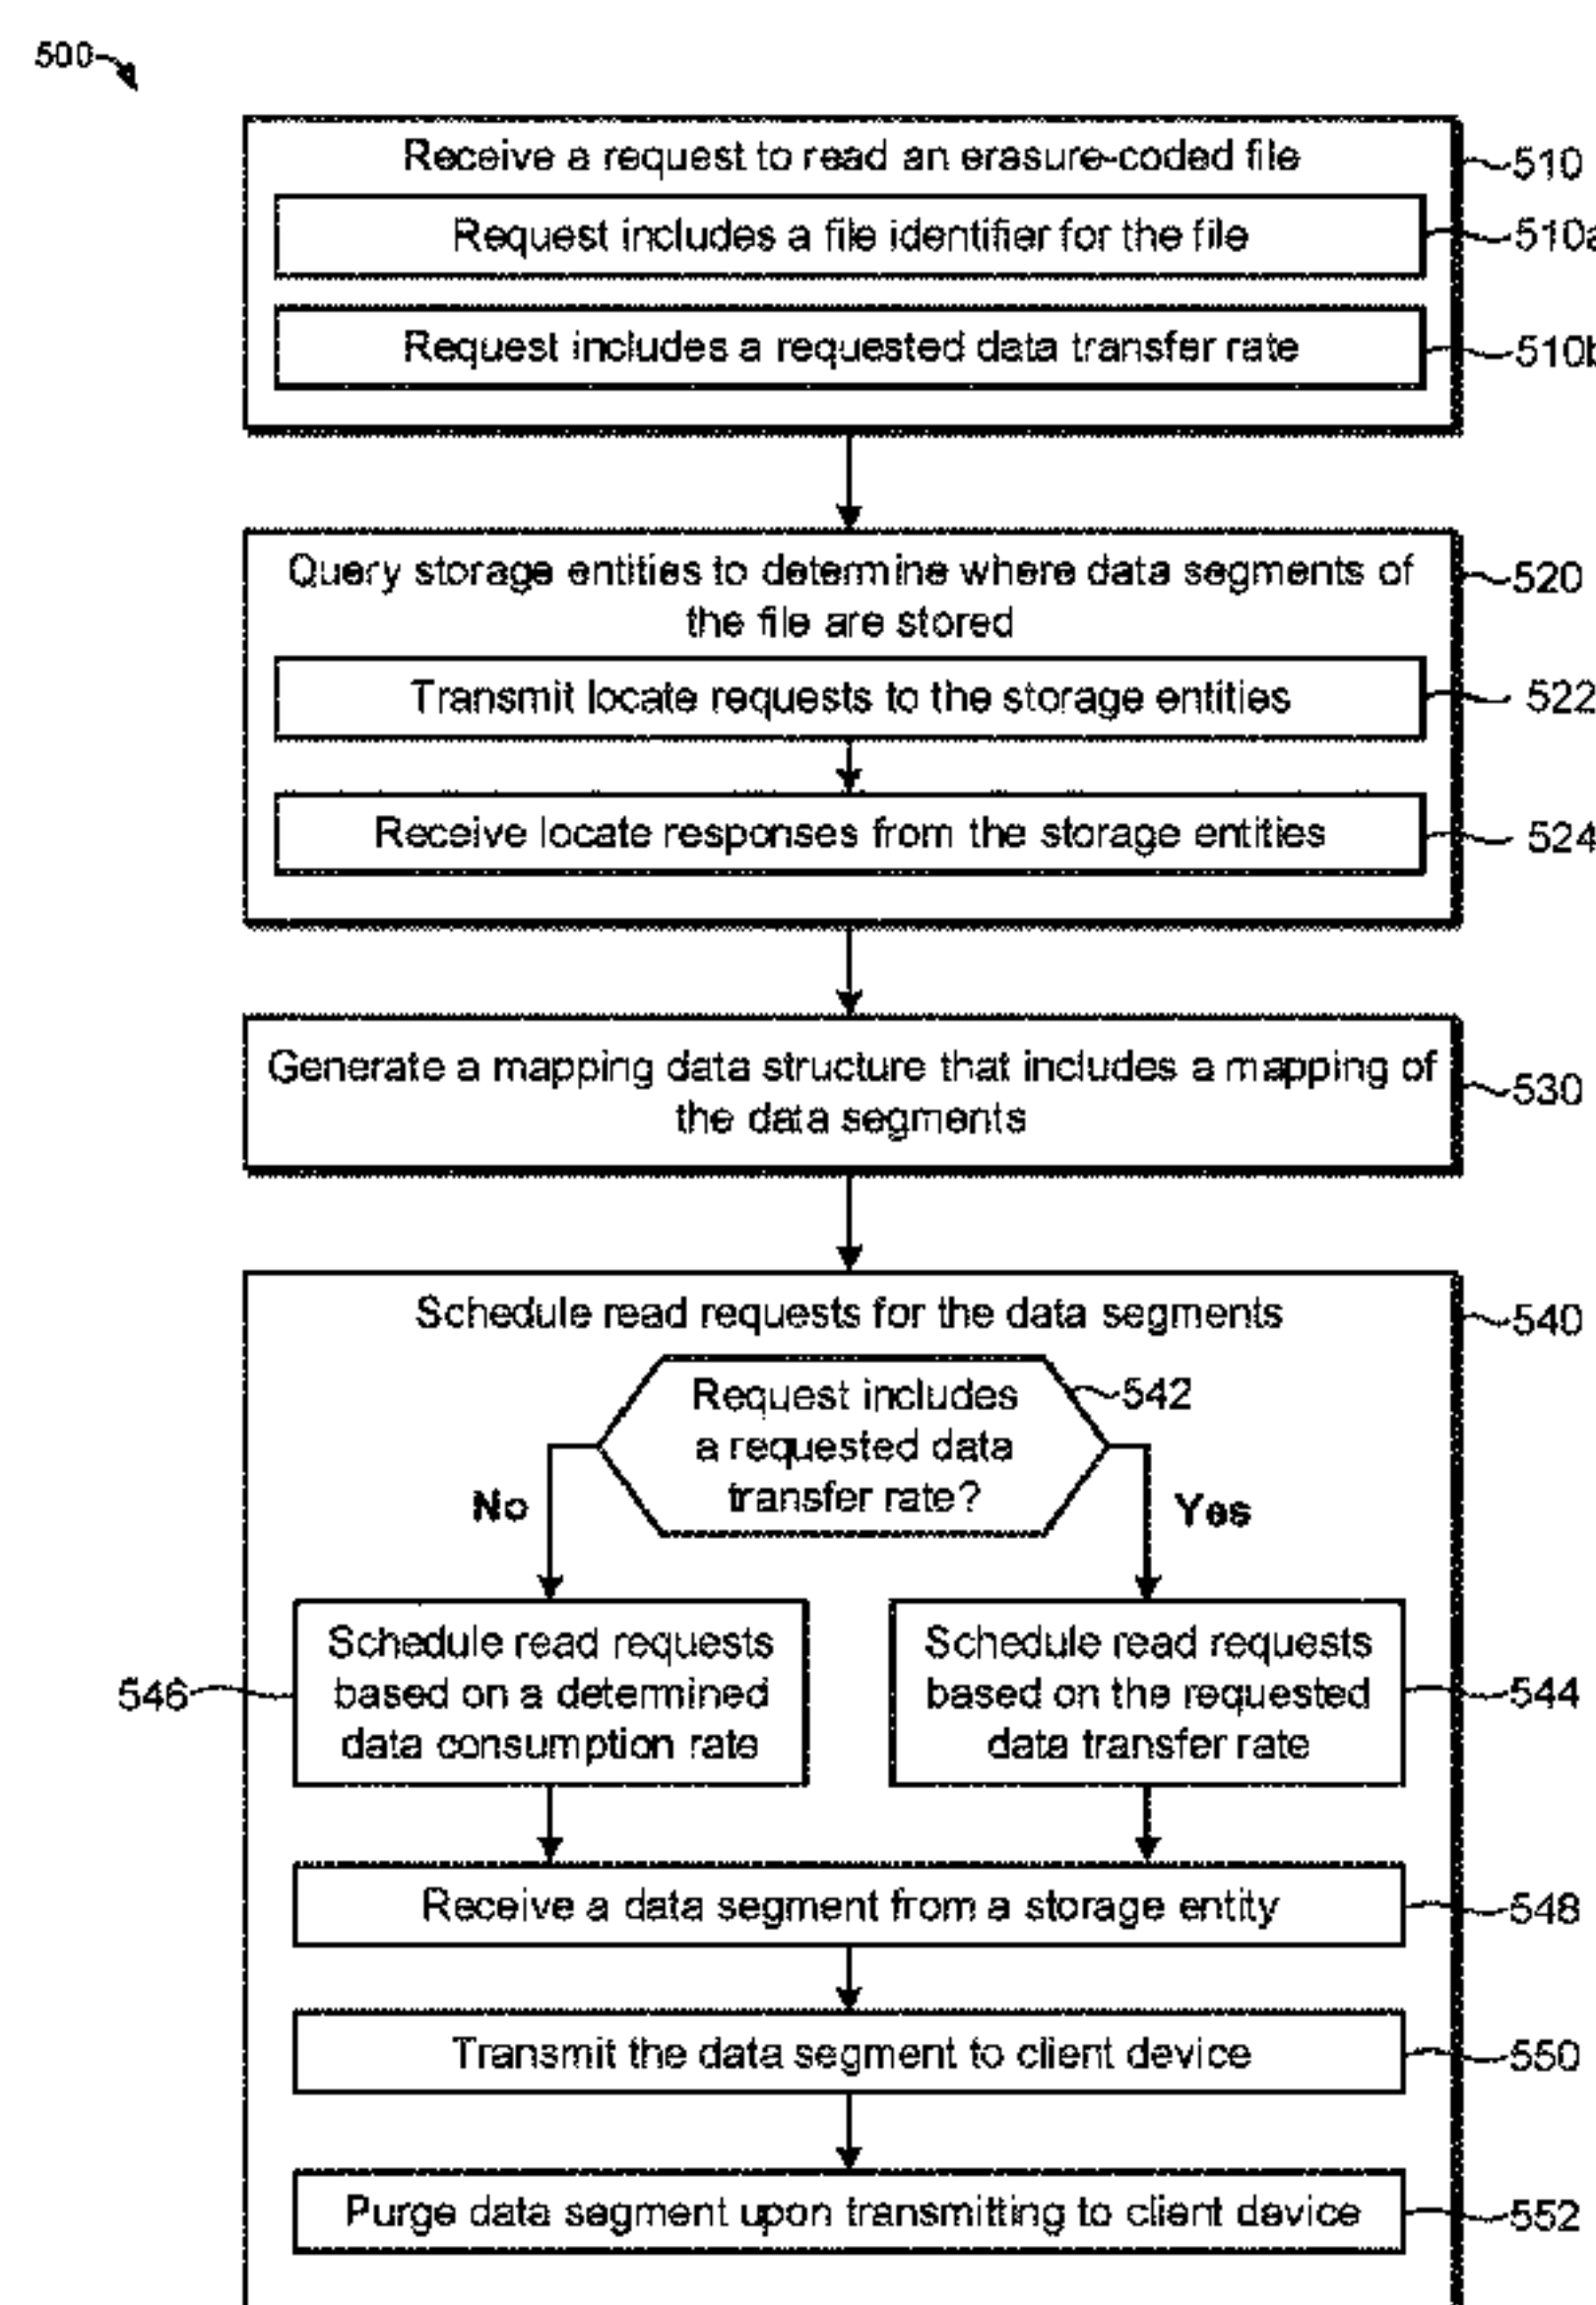 500
Receive a request to read an erasure-coded file
510
Request includes a file identifier for the file
510a
Request includes a requested data transfer rate
510b
Query storage entities to determine where data segments of
the file are stored
520
Transmit locate requests to the storage entities
522
Receive locate responses from the storage entities
524
Generate a mapping data structure that includes a mapping of
the data segments
530
Schedule read requests for the data segments
540
Request includes
a requested data
transfer rate?
542
No
Yes
Schedule read requests
based on a determined
data consumption rate
546
Schedule read requests
based on the requested
data transfer rate
544
Receive a data segment from a storage entity
548
Transmit the data segment to client device
550
Purge data segment upon transmitting to client device
552